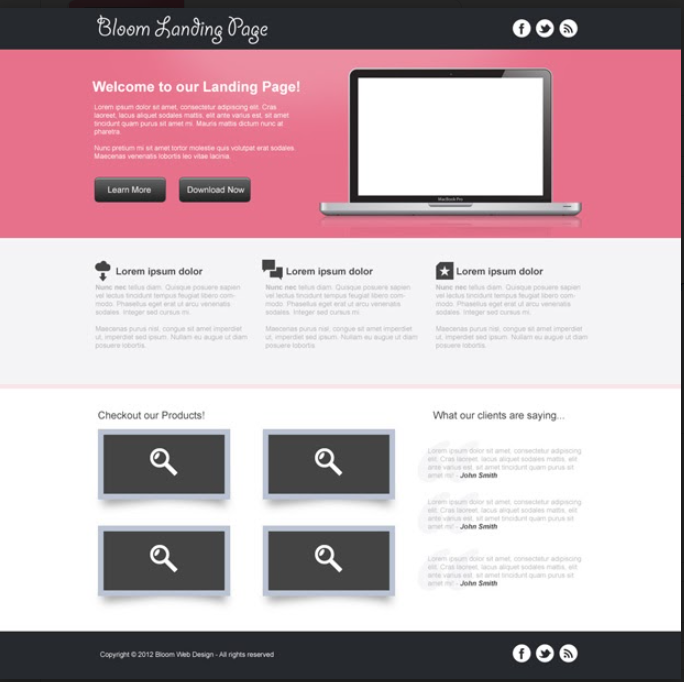 Bloom Landing Page
Welcome to our Landing Page!
Lorem ipsum dolor sit amet, consectetur adipiscing elit. Cras
laoreet, lacus aliquet sodales mattis, elit ante varius est, sit amet
tincidunt quam purus sit amet mi. Mauris mattis dictum nunc at
pharetra.
Nunc pretium mi sit amet tortor molestie quis volutpat erat sodales
Maecenas venenatis lobortis leo vitae lacinia.
Learn More
Download Now
MacBook Pro
Lorem ipsum dolor
Nunc nec tellus diam. Quisque posuere sapien
vel lectus tincidunt tempus feugiat libero com-
modo. Phasellus eget erat ut arcu venenatis
sodales. Integer sed cursus mi.
Maecenas purus nisl, congue sit amet imperdiet
ut, imperdiet ut nisi. Nullam eu augue ut diam
posuere lobortis.
Lorem ipsum dolor
Nunc nec tellus diam. Quisque posuere sapien
vel lectus tincidunt tempus feugiat libero com-
modo. Phasellus eget erat ut arcu venenatis
sodales. Integer sed cursus mi.
Maecenas purus nisl, congue sit amet imperdiet
ut, imperdiet ut nisi. Nullam eu augue ut diam
posuere lobortis.
Lorem ipsum dolor
Nunc nec tellus diam. Quisque posuere sapien
vel lectus tincidunt tempus feugiat libero com-
modo. Phasellus eget erat ut arcu venenatis
sodales. Integer sed cursus mi.
Maecenas purus nisl, congue sit amet imperdiet
ut, imperdiet ut nisi. Nullam eu augue ut diam
posuere lobortis.
Checkout our Products!
What our clients are saying...
Lorem ipsum dolor sit amet, consectetur adipiscing
elit. Cras laoreet, lacus aliquet sodales mattis, elit
ante varius est, sit amet tincidunt quam purus sit
amet mi' - John Smith
Lorem ipsum dolor sit amet, consectetur adipiscing
elit. Cras laoreet, lacus aliquet sodales mattis, elit
ante varius est, sit amet tincidunt quam purus sit
amet mi' - John Smith
Lorem ipsum dolor sit amet, consectetur adipiscing
elit. Cras laoreet, lacus aliquet sodales mattis, elit
ante varius est, sit amet tincidunt quam purus sit
amet mi' - John Smith
Copyright © 2012 Bloom Web Design - All rights reserved